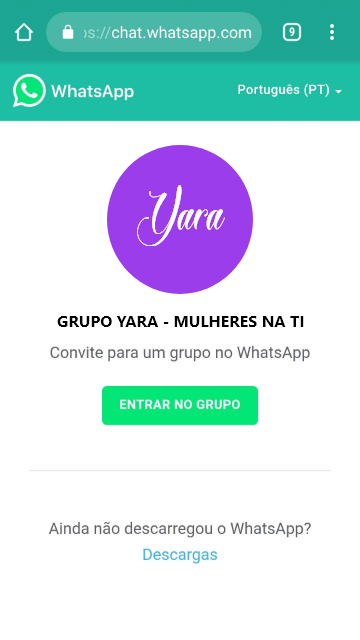 ps://chat.whatsapp.com
9
WhatsApp
Português (PT)
Yara
GRUPO YARA - MULHERES NA TI
Convite para um grupo no WhatsApp
ENTRAR NO GRUPO
Ainda não descarregou o WhatsApp?
Descargas